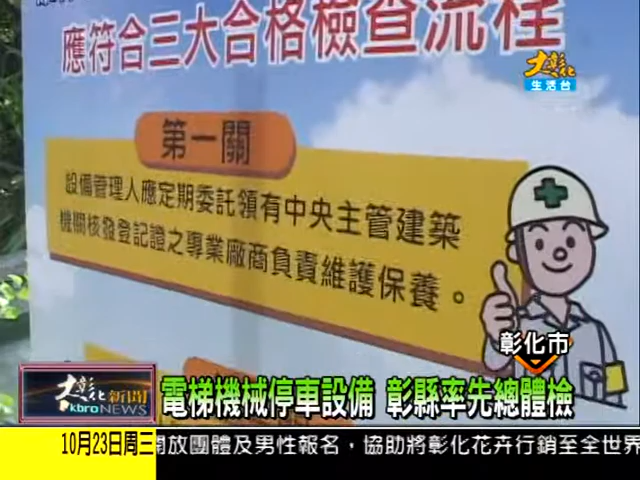 應符合三大合格檢查流程
大彰化
生活台
第一關
設備管理人應定期委託領有中央主管建築
機關核發登記證之專業廠商負責維護保養。
彰化市
大彰化新聞
kbro NEWS
電梯機械停車設備 彰縣率先總體檢
10月23日周三
開放團體及男性報名，協助將彰化花卉行銷至全世界